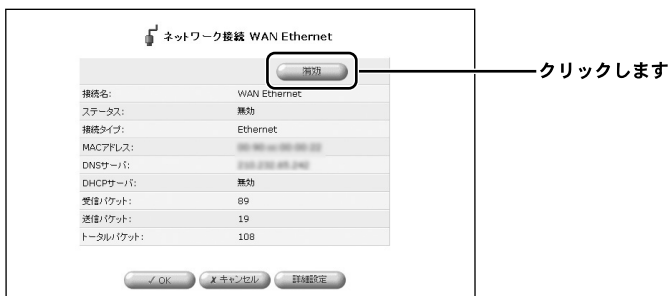 ネットワーク接続 WAN Ethernet
有効
クリックします
接続名: WAN Ethernet
ステータス: 無効
接続タイプ: Ethernet
MACアドレス:
DNSサーバ:
DHCPサーバ: 無効
受信パケット: 89
送信パケット: 19
トータルパケット: 108
✓ OK
✗ キャンセル
詳細設定